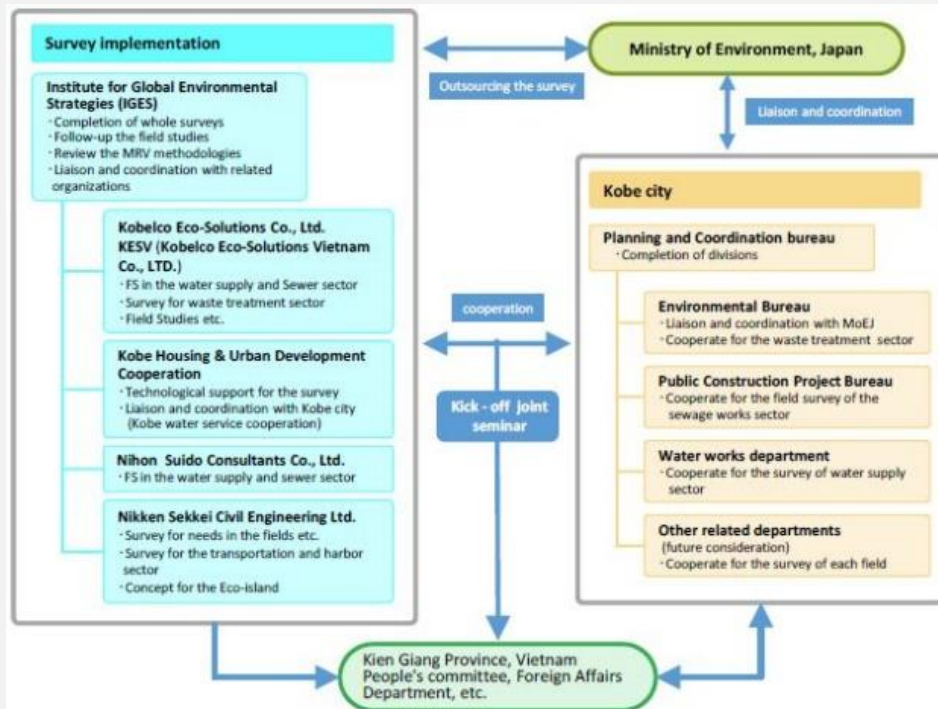 Survey implementation
Institute for Global Environmental
Strategies (IGES)
· Completion of whole surveys
· Follow-up the field studies
· Review the MRV methodologies
· Liaison and coordination with related
organizations
Kobelco Eco-Solutions Co., Ltd.
KESV (Kobelco Eco-Solutions Vietnam
Co., LTD.)
· FS in the water supply and Sewer sector
· Survey for waste treatment sector
· Field Studies etc.
Kobe Housing & Urban Development
Cooperation
· Technological support for the survey
· Liaison and coordination with Kobe city
(Kobe water service cooperation)
Nihon Suido Consultants Co., Ltd.
· FS in the water supply and sewer sector
Nikken Sekkei Civil Engineering Ltd.
· Survey for needs in the fields etc.
· Survey for the transportation and harbor
sector
· Concept for the Eco-island
Outsourcing the survey
Ministry of Environment, Japan
Liaison and coordination
cooperation
Kick - off joint
seminar
Kobe city
Planning and Coordination bureau
· Completion of divisions
Environmental Bureau
· Liaison and coordination with MoEJ
· Cooperate for the waste treatment sector
Public Construction Project Bureau
· Cooperate for the field survey of the
sewage works sector
Water works department
· Cooperate for the survey of water supply
sector
Other related departments
(future consideration)
· Cooperate for the survey of each field
Kien Giang Province, Vietnam
People's committee, Foreign Affairs
Department, etc.